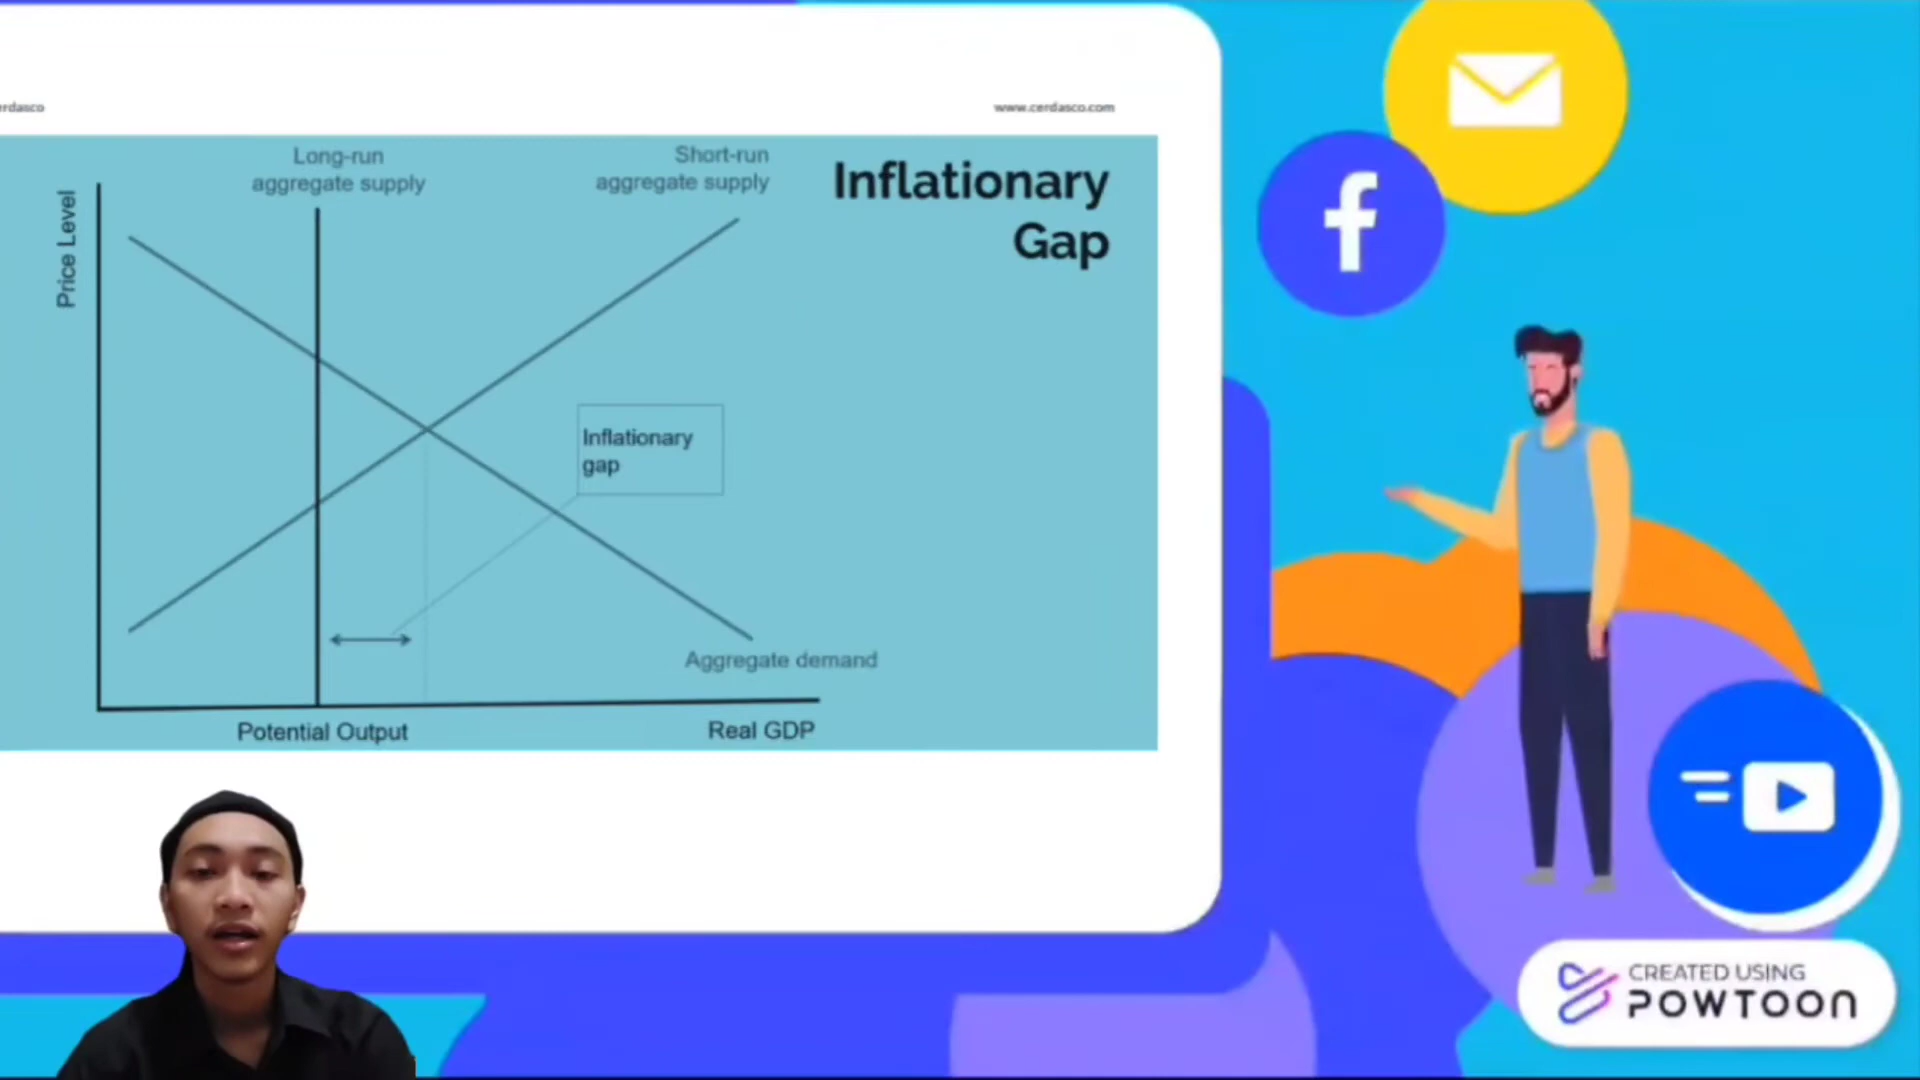 www.cerdasco.com
Inflationary
Gap
Long-run
aggregate supply
Short-run
aggregate supply
Price Level
Inflationary
gap
Aggregate demand
Potential Output
Real GDP
CREATED USING
POWTOON